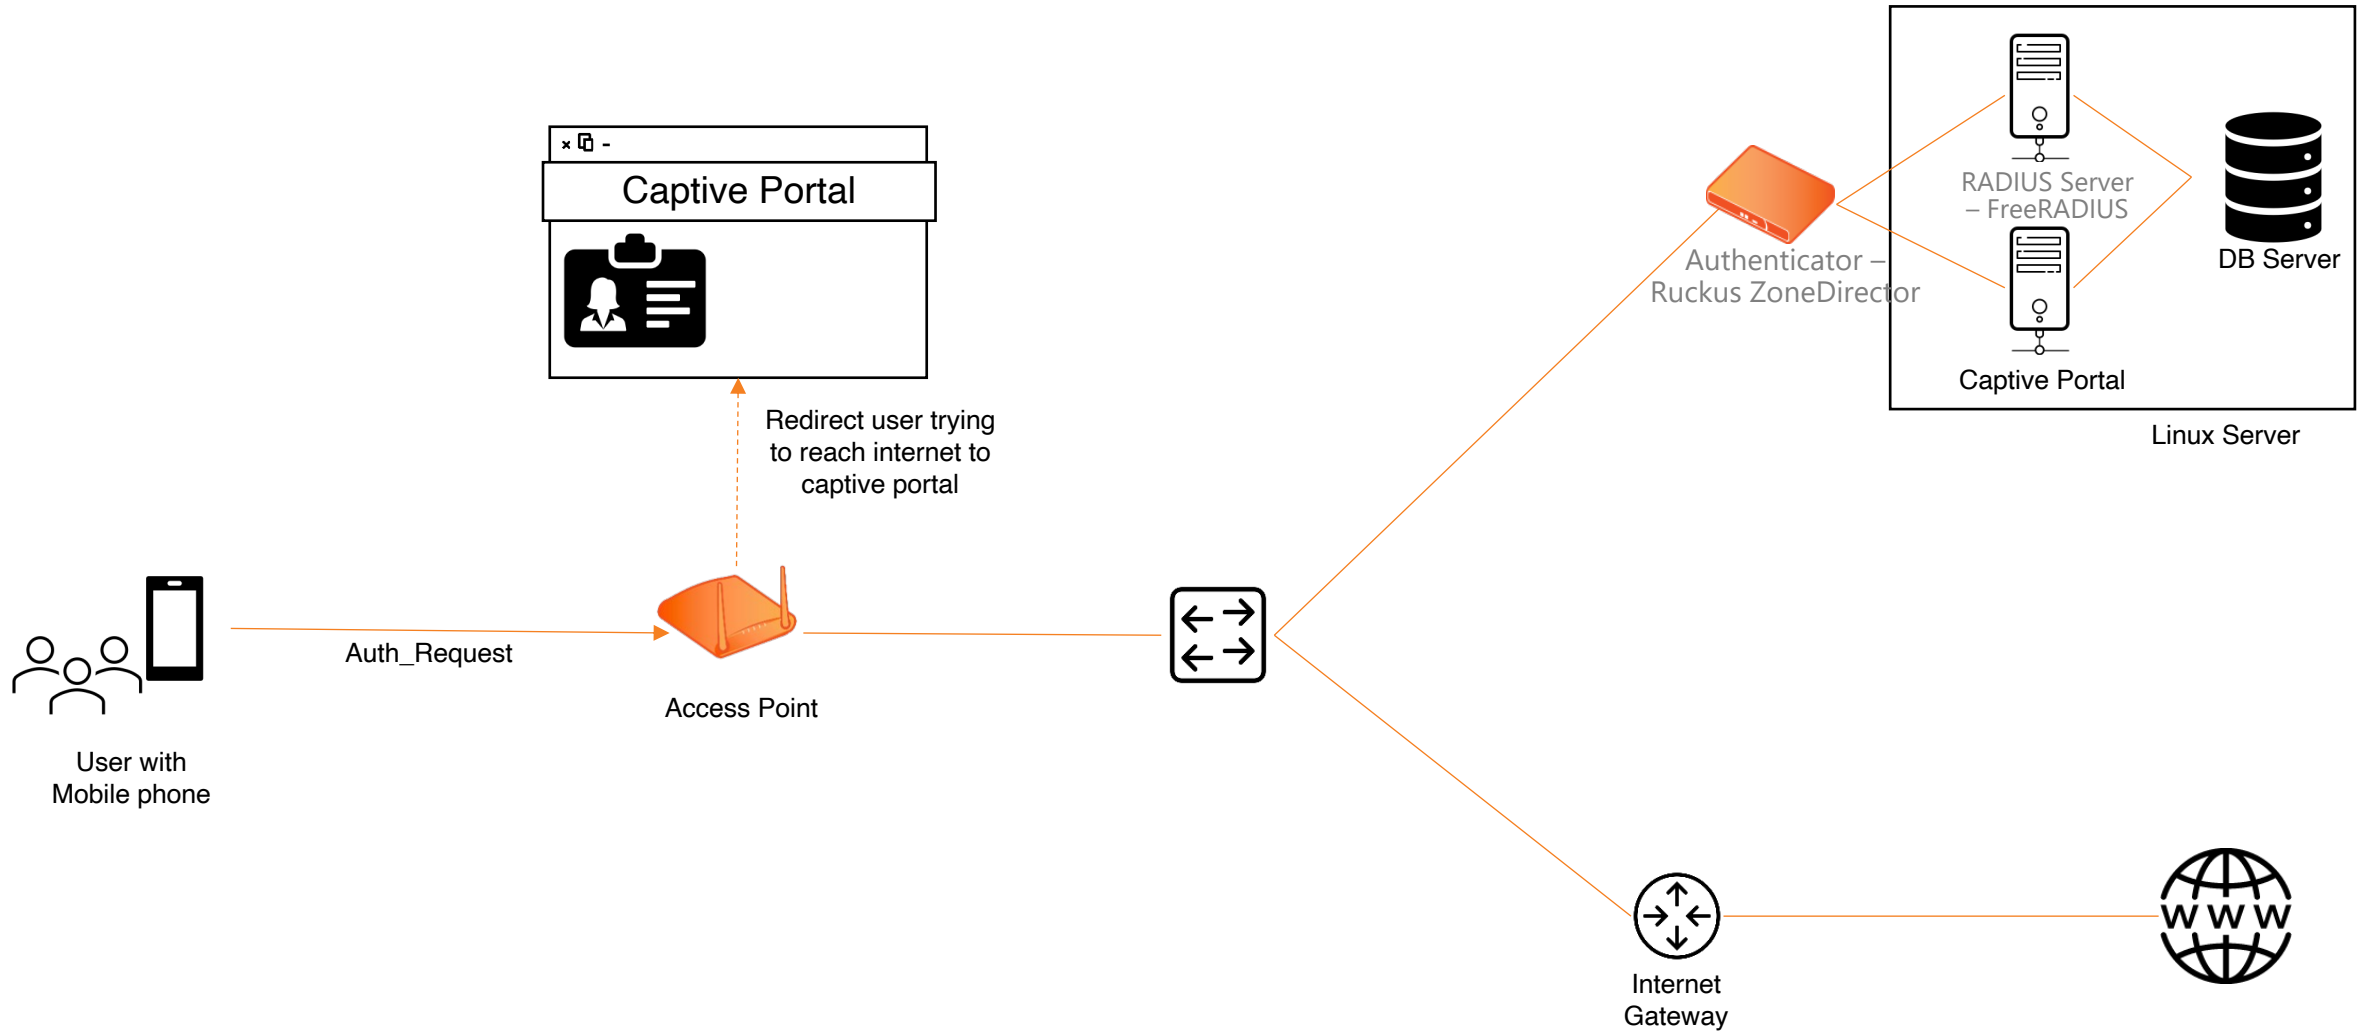 Captive Portal
Redirect user trying
to reach internet to
captive portal
Auth_Request
Access Point
User with
Mobile phone
Authenticator –
Ruckus ZoneDirector
RADIUS Server
– FreeRADIUS
Captive Portal
DB Server
Linux Server
Internet
Gateway
WWW